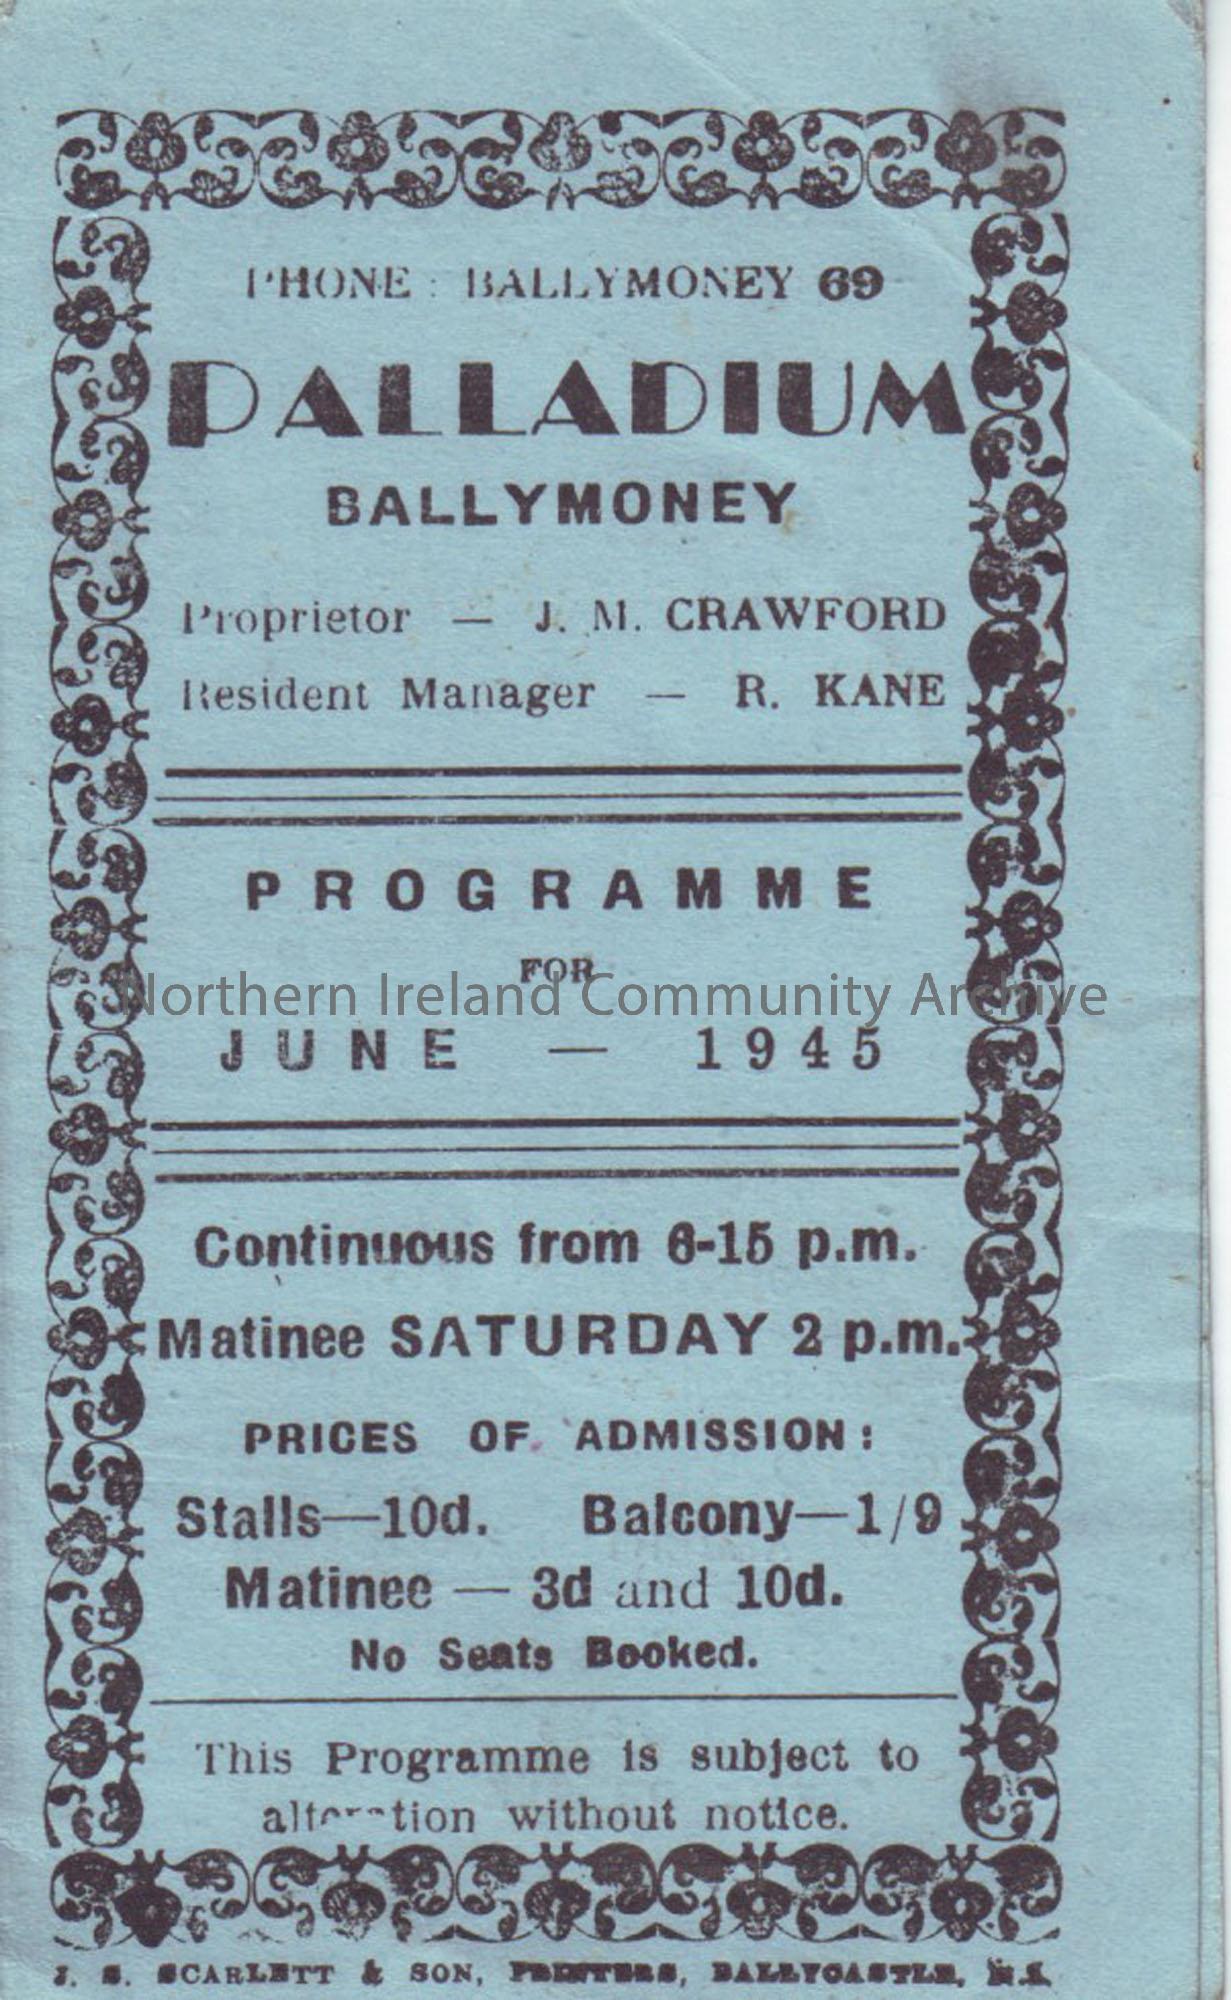 PHONE : BALLYMONEY 69
PALLADIUM
BALLYMONEY
Proprietor — J. M. CRAWFORD
Resident Manager — R. KANE
PROGRAMME
FOR
Northern Ireland Community Archive
JUNE — 1945
Continuous from 6-15 p.m.
Matinee SATURDAY 2 p.m.
PRICES OF ADMISSION :
Stalls—10d. Balcony—1/9
Matinee — 3d and 10d.
No Seats Booked.
This Programme is subject to
alteration without notice.
J. S. SCARLETT & SON, PRINTERS, BALLYCASTLE, N.I.